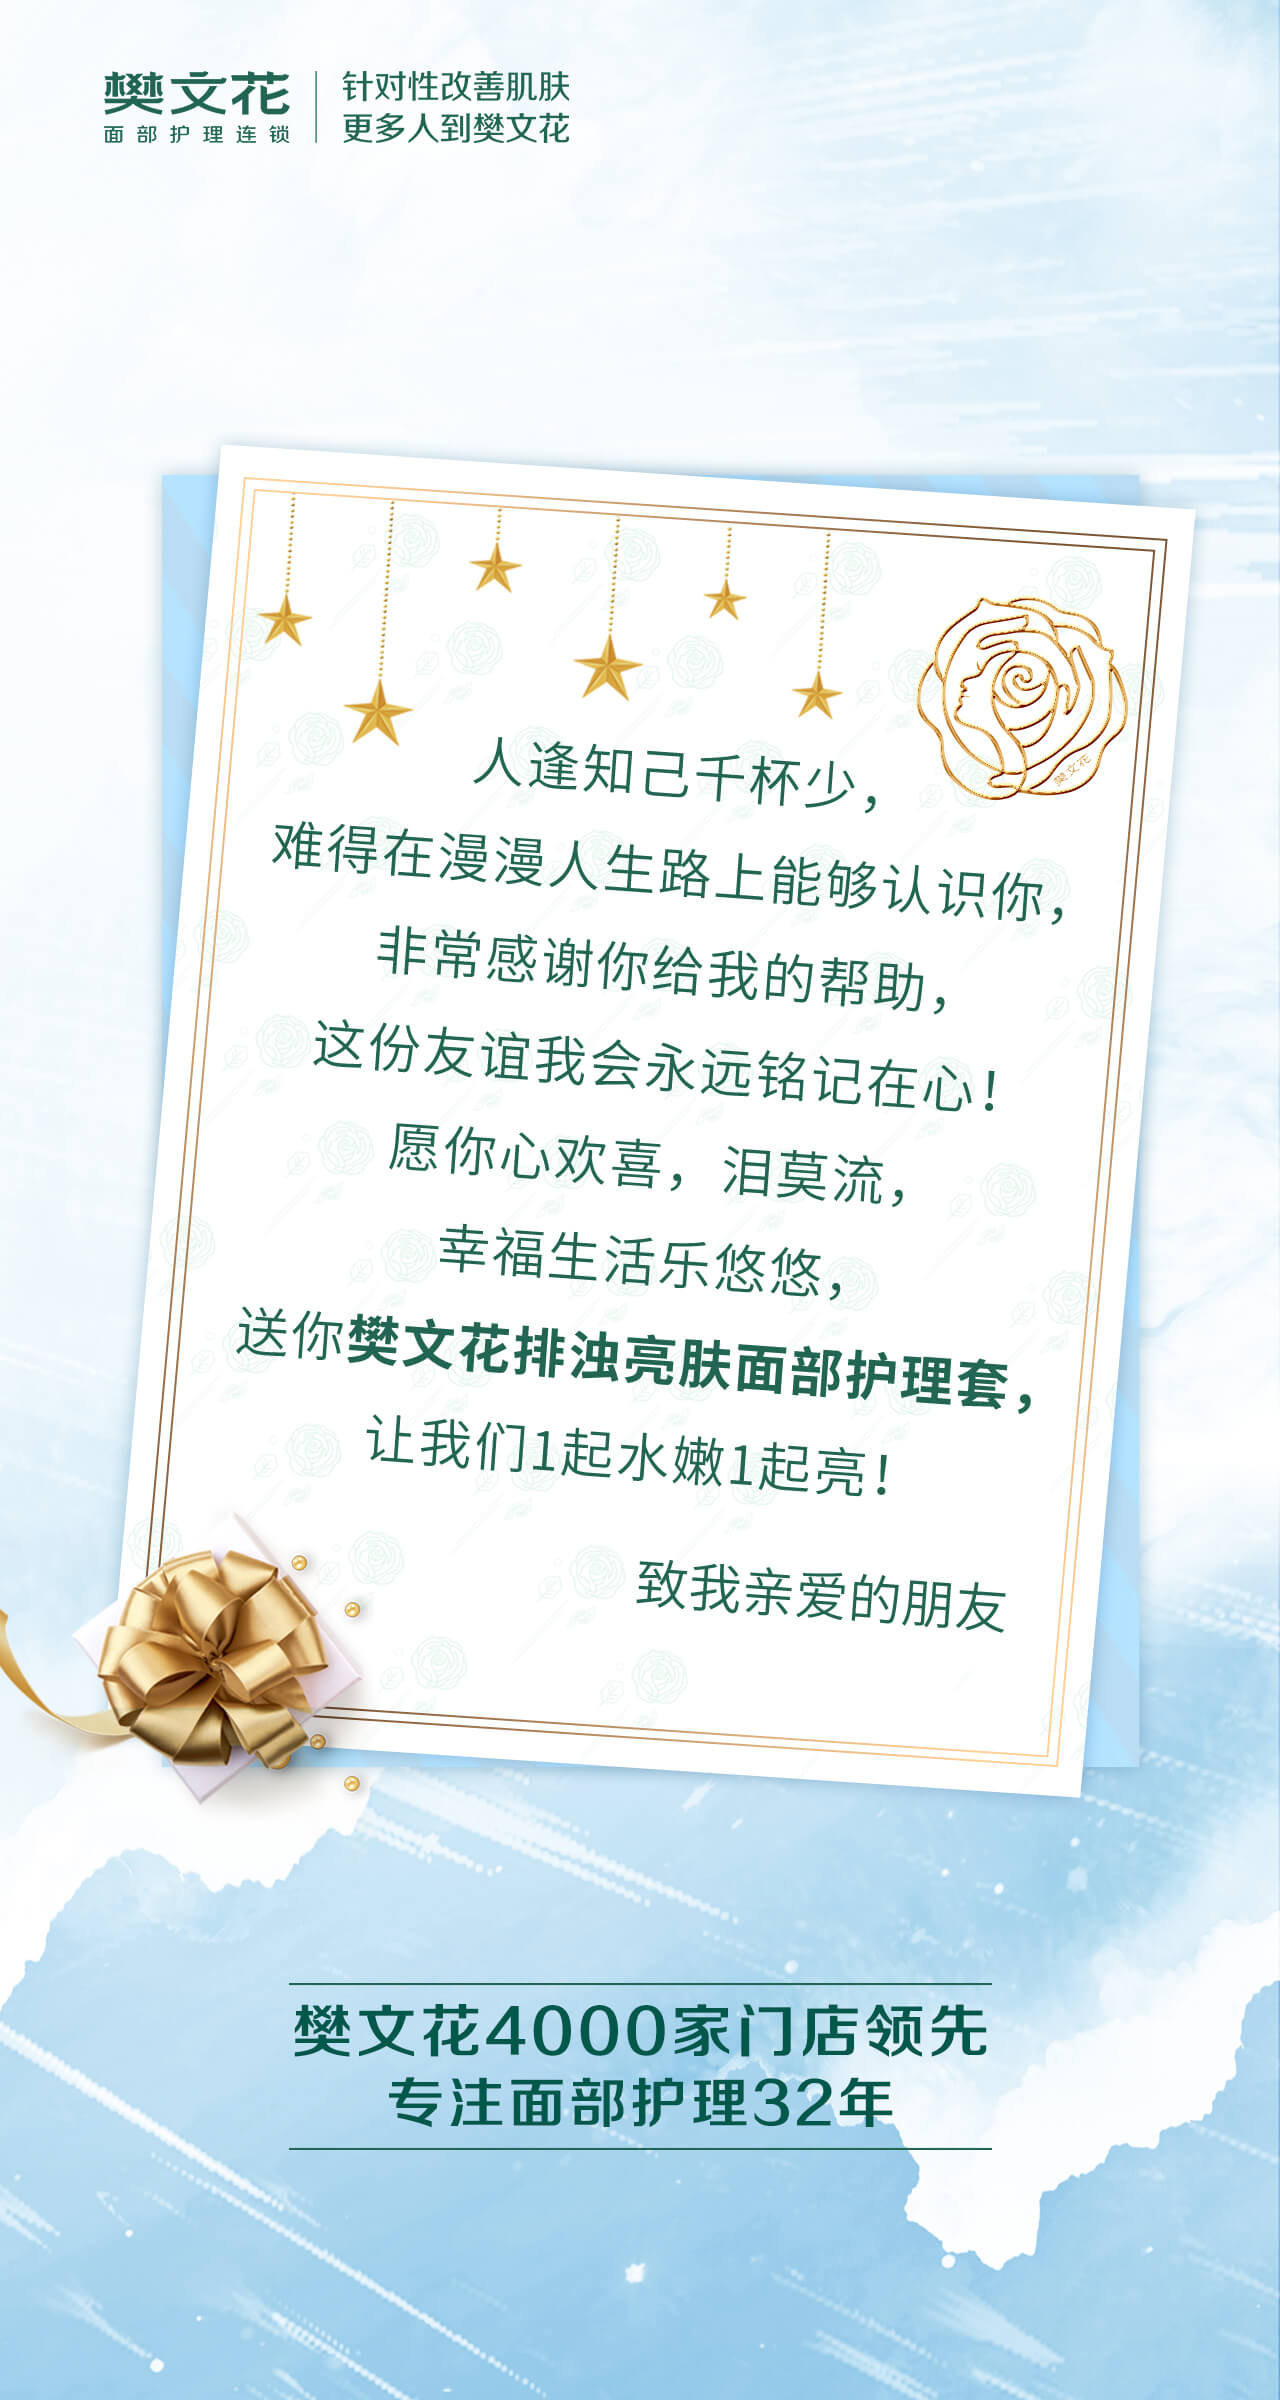 樊文花
面部护理连锁
针对性改善肌肤
更多人到樊文花
樊文花
人逢知己千杯少，
难得在漫漫人生路上能够认识你，
非常感谢你给我的帮助，
这份友谊我会永远铭记在心！
愿你心欢喜，泪莫流，
幸福生活乐悠悠，
送你樊文花排浊亮肤面部护理套，
让我们1起水嫩1起亮！
致我亲爱的朋友
樊文花4000家门店领先
专注面部护理32年